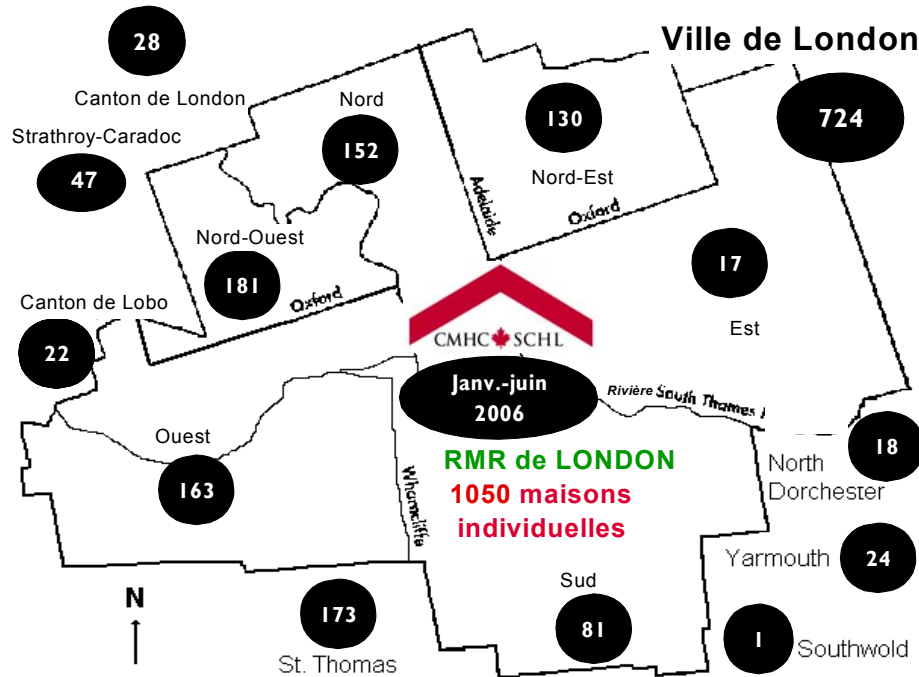 28
Ville de London
Canton de London
Nord
724
130
Strathroy-Caradoc
152
47
Adelaide
Nord-Est
Oxford
Nord-Ouest
17
181
Oxford
Canton de Lobo
CMHC SCHL
Est
22
Janv.-juin
2006
Rivière South Thames
Ouest
RMR de LONDON
18
North
Dorchester
163
1050 maisons
individuelles
Wharncliffe
Yarmouth
24
N
Sud
173
81
1
Southwold
St. Thomas